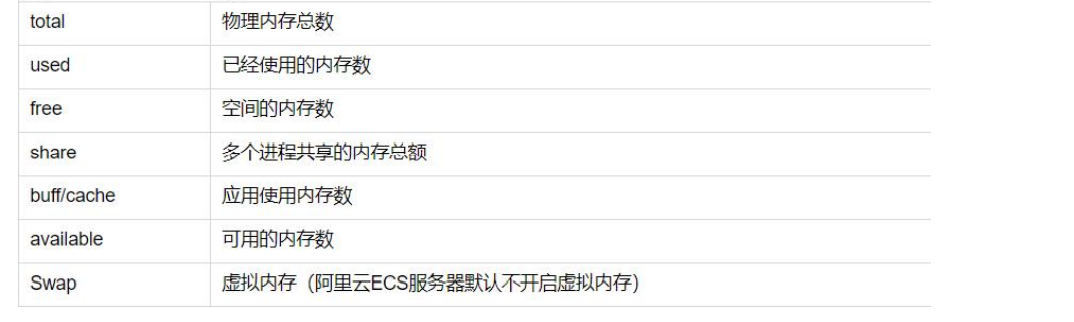 total 物理内存总数
used 已经使用的内存数
free 空间的内存数
share 多个进程共享的内存总额
buff/cache 应用使用内存数
available 可用的内存数
Swap 虚拟内存（阿里云ECS服务器默认不开启虚拟内存）